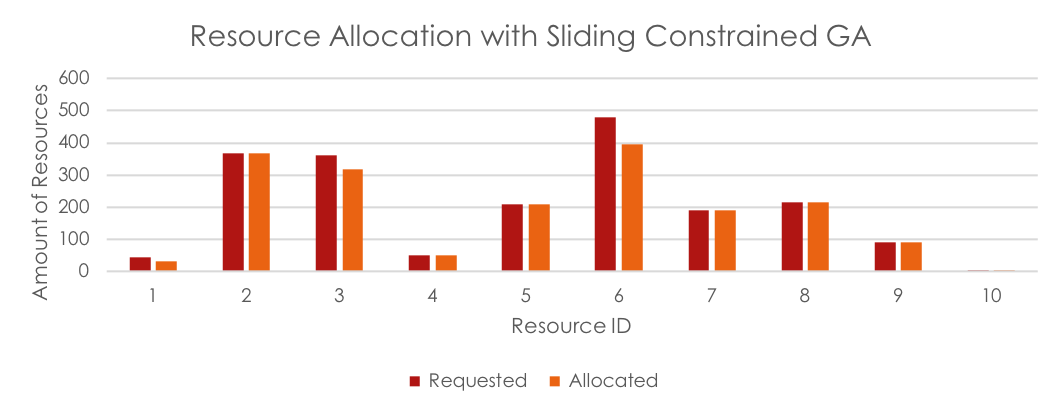 Resource Allocation with Sliding Constrained GA
Amount of Resources
600
500
400
300
200
100
0
1 2 3 4 5 6 7 8 9 10
Resource ID
Requested Allocated